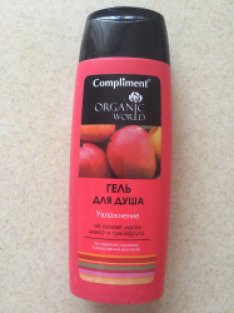 Compliment®
ORGANIC
WORLD
ГЕЛЬ
ДЛЯ ДУША
Увлажнение
на основе масел
манго и грейпфрута